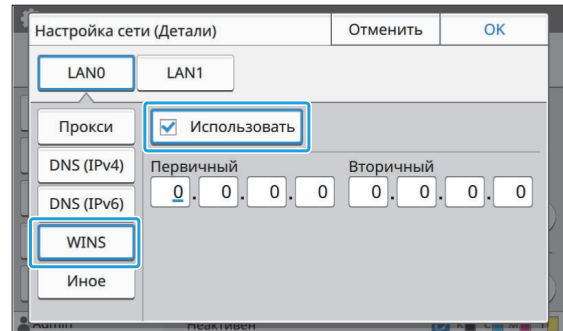 Настройка сети (Детали) Отменить OK
LAN0 LAN1
Прокси Использовать
DNS (IPv4) Первичный Вторичный
0 . 0 . 0 . 0 0 . 0 . 0 . 0
DNS (IPv6)
WINS
Иное
Admin Неактивен